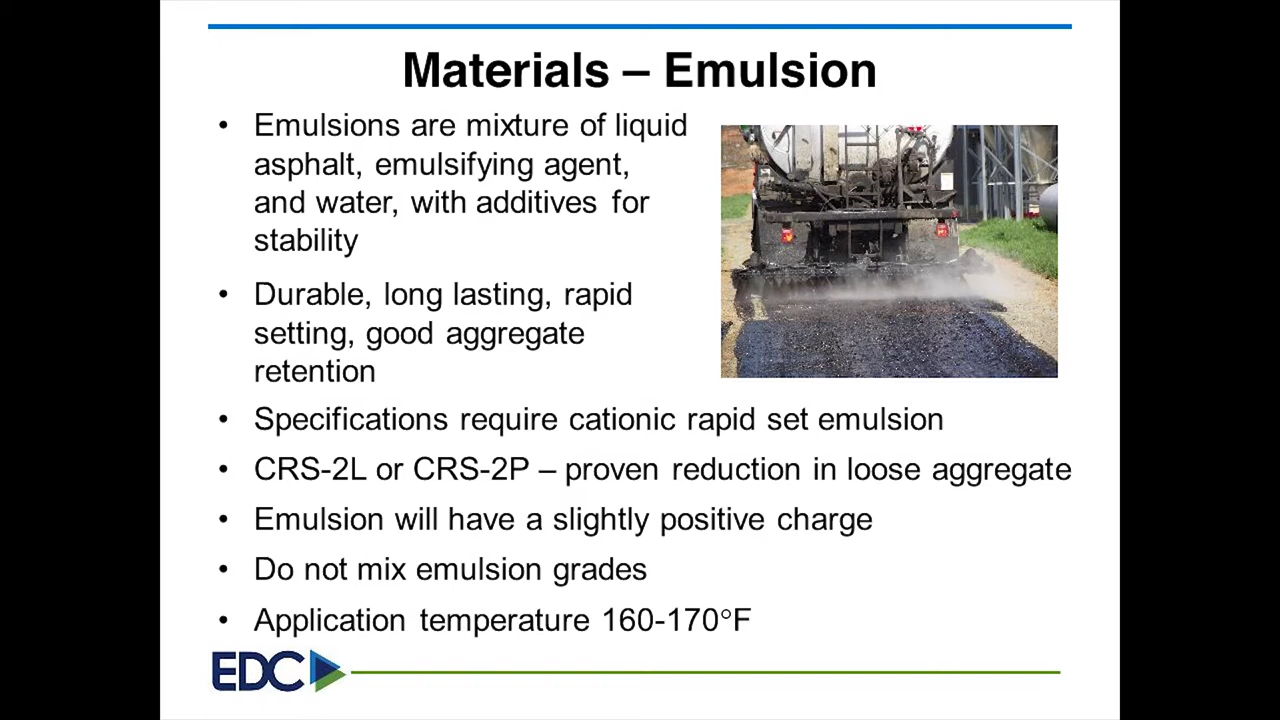 Materials – Emulsion
• Emulsions are mixture of liquid
asphalt, emulsifying agent,
and water, with additives for
stability
• Durable, long lasting, rapid
setting, good aggregate
retention
• Specifications require cationic rapid set emulsion
• CRS-2L or CRS-2P – proven reduction in loose aggregate
• Emulsion will have a slightly positive charge
• Do not mix emulsion grades
• Application temperature 160-170°F
EDC